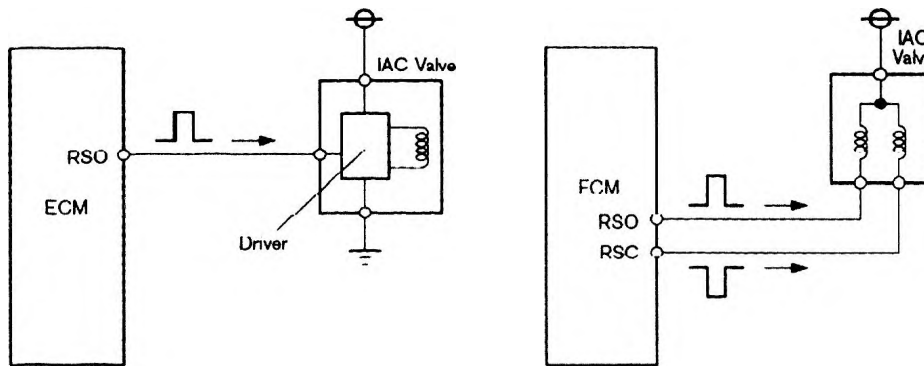 IAC Valve
RSO
ECM
Driver
IAC
Valv
ECM
RSO
RSC